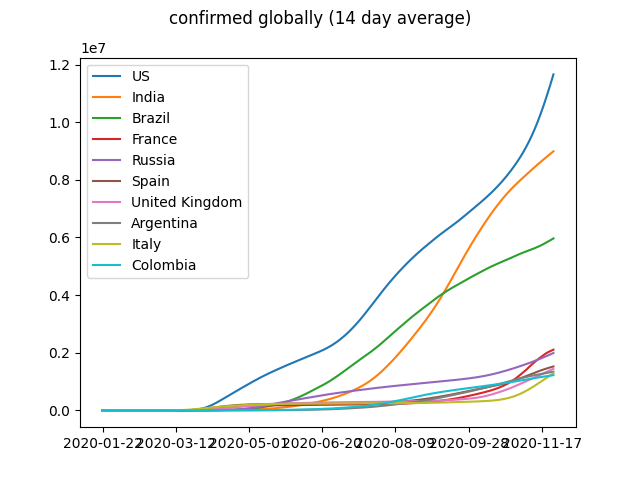 confirmed globally (14 day average)
1e7
1.2
1.0
0.8
0.6
0.4
0.2
0.0
US
India
Brazil
France
Russia
Spain
United Kingdom
Argentina
Italy
Colombia
2020-01-22 2020-03-12 2020-05-01 2020-06-20 2020-08-09 2020-09-28 2020-11-17